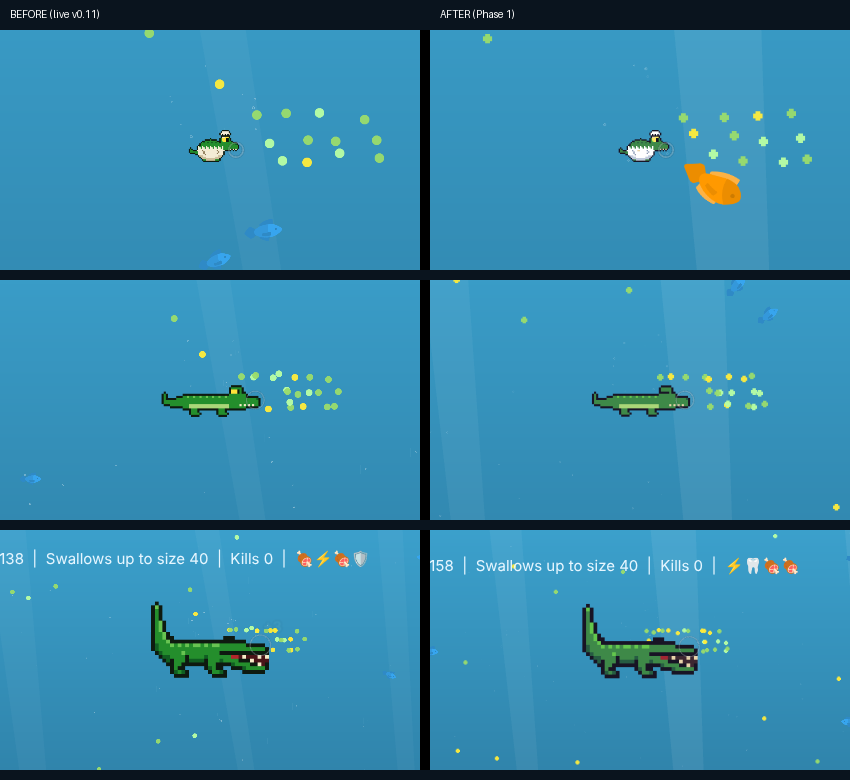 BEFORE (live v0.11)
AFTER (Phase 1)
138 | Swallows up to size 40 | Kills 0 | 🍖⚡🍖🛡️
158 | Swallows up to size 40 | Kills 0 | ⚡🦷🍖🍖